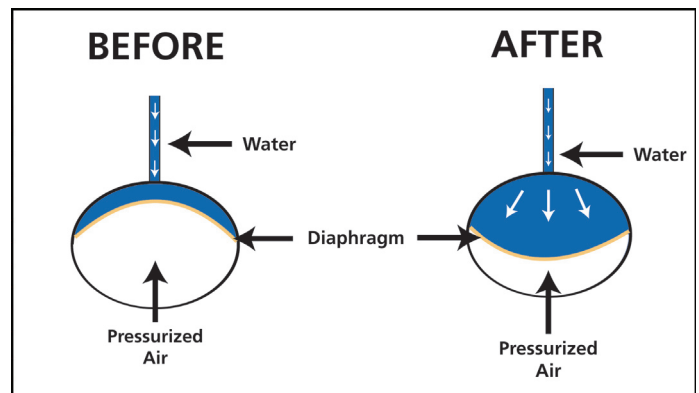 BEFORE
AFTER
Water
Water
Diaphragm
Pressurized
Air
Pressurized
Air